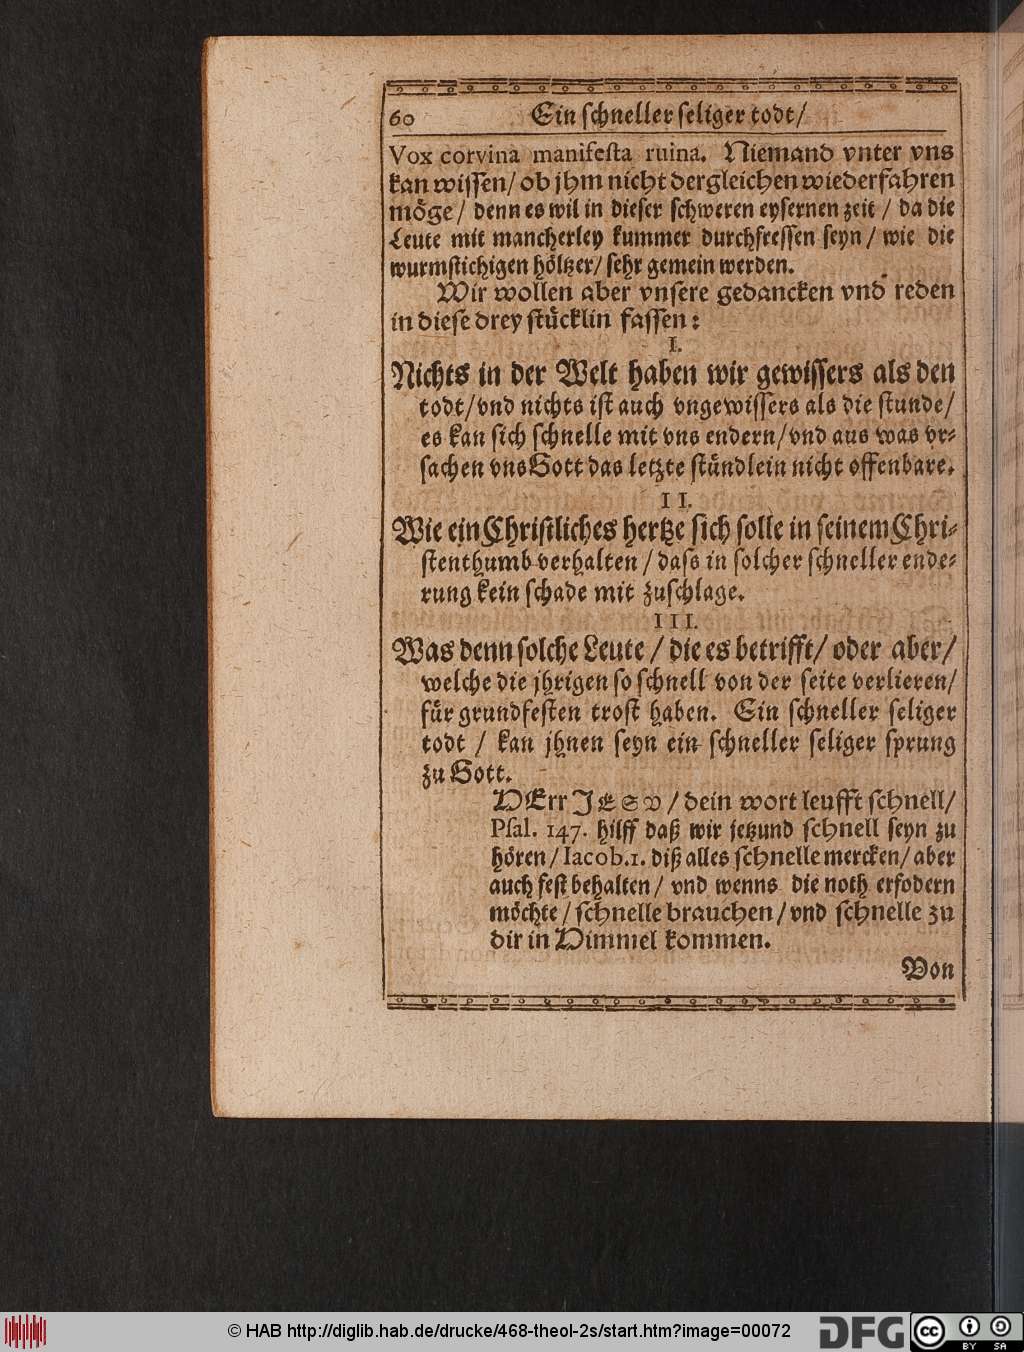 60 Ein schneller seliger todt/
Vox corvina manifesta ruina. Niemand vnter vns
kan wissen/ ob jhm nicht dergleichen wiederfahren
möge/ denn es wil in dieser schweren eysernen zeit / da die
Leute mit mancherley kummer durchfressen seyn / wie die
wurmstichigen höltzer/ sehr gemein werden.
Wir wollen aber vnsere gedancken vnd reden
in diese drey stücklin fassen:
I.
Nichts in der Welt haben wir gewissers als den
todt/vnd nichts ist auch vngewissers als die stunde/
es kan sich schnelle mit vns endern/vnd aus was vr-
sachen vns Gott das letzte stündlein nicht offenbare.
II.
Wie ein Christliches hertze sich solle in seinem Chri-
stenthumb verhalten / dass in solcher schneller ende-
rung kein schade mit zuschlage.
III.
Was denn solche Leute / die es betrifft/ oder aber/
welche die jhrigen so schnell von der seite verlieren/
für grundfesten trost haben. Ein schneller seliger
todt / kan jhnen seyn ein schneller seliger sprung
zu Gott.
HErr JESV / dein wort leufft schnell/
Psal. 147. hilff daß wir jetzund schnell seyn zu
hören / Iacob.1. diß alles schnelle mercken/ aber
auch fest behalten/ vnd wenns die noth erfodern
möchte / schnelle brauchen / vnd schnelle zu
dir in Himmel kommen.
Von
© HAB http://diglib.hab.de/drucke/468-theol-2s/start.htm?image=00072
DFG
cc BY SA